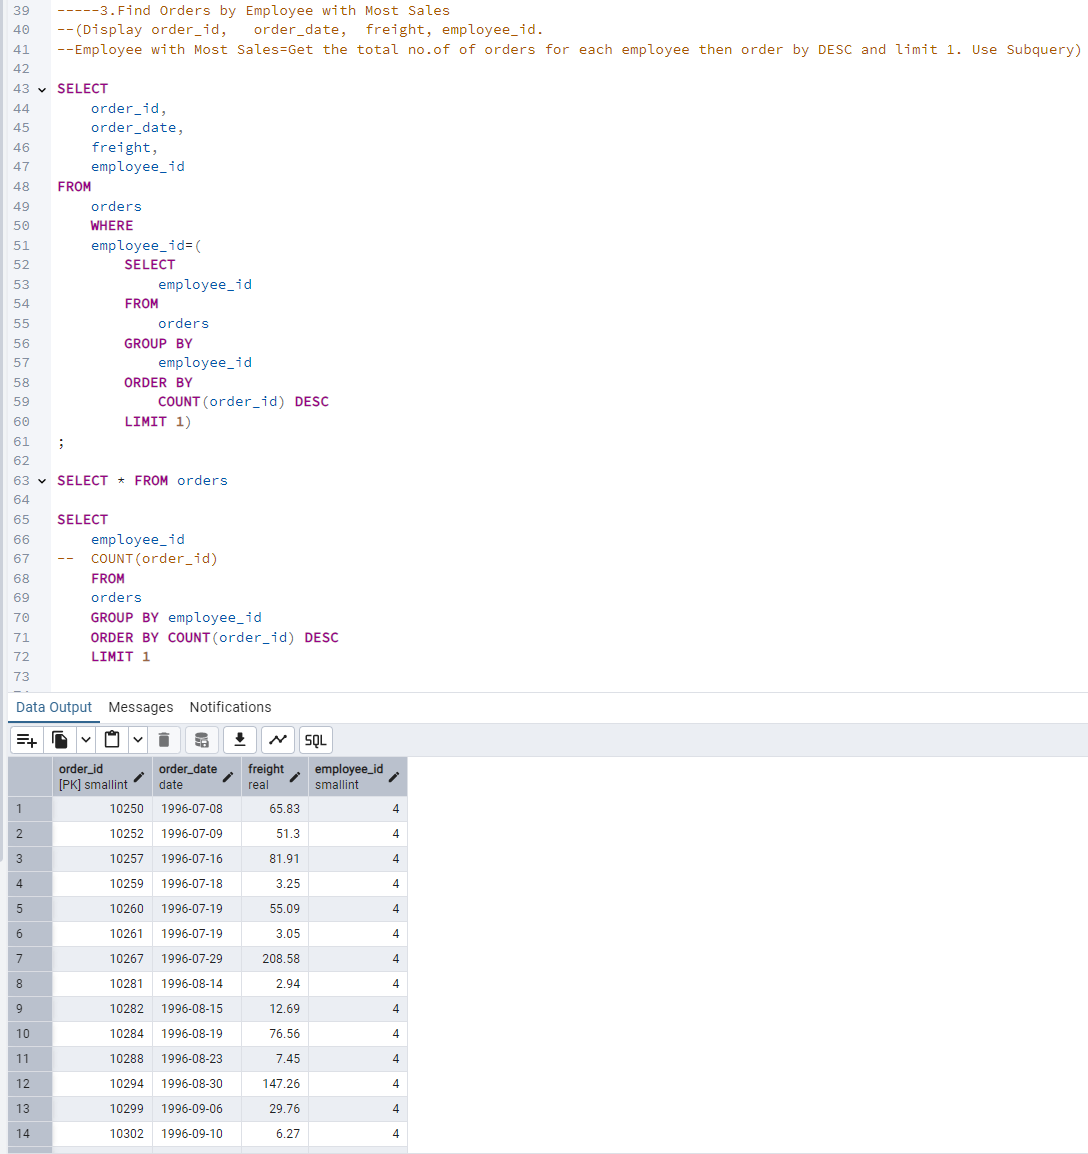 39 -----3.Find Orders by Employee with Most Sales
40 --(Display order_id,   order_date,  freight, employee_id.
41 --Employee with Most Sales=Get the total no.of of orders for each employee then order by DESC and limit 1. Use Subquery)
42
43 SELECT
44     order_id,
45     order_date,
46     freight,
47     employee_id
48 FROM
49     orders
50     WHERE
51     employee_id=(
52         SELECT
53             employee_id
54         FROM
55             orders
56         GROUP BY
57             employee_id
58         ORDER BY
59             COUNT(order_id) DESC
60         LIMIT 1)
61 ;
62
63 SELECT * FROM orders
64
65 SELECT
66     employee_id
67 --  COUNT(order_id)
68     FROM
69     orders
70     GROUP BY employee_id
71     ORDER BY COUNT(order_id) DESC
72     LIMIT 1
73
Data Output Messages Notifications
SQL
order_id order_date freight employee_id
[PK] smallint date real smallint
1 10250 1996-07-08 65.83 4
2 10252 1996-07-09 51.3 4
3 10257 1996-07-16 81.91 4
4 10259 1996-07-18 3.25 4
5 10260 1996-07-19 55.09 4
6 10261 1996-07-19 3.05 4
7 10267 1996-07-29 208.58 4
8 10281 1996-08-14 2.94 4
9 10282 1996-08-15 12.69 4
10 10284 1996-08-19 76.56 4
11 10288 1996-08-23 7.45 4
12 10294 1996-08-30 147.26 4
13 10299 1996-09-06 29.76 4
14 10302 1996-09-10 6.27 4